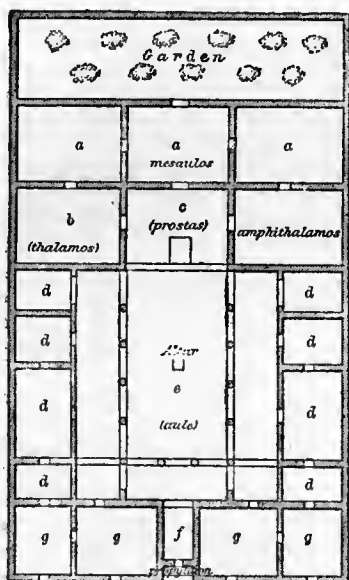 Garden
a a a
mesaulos
b c
(thalamos) (prostas) amphithalamos
d d
d d
Altar
e
d d
(aule)
d d
g g f g g